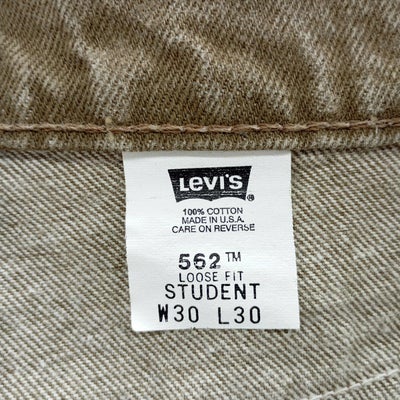 LEVI'S ®
100% COTTON
MADE IN U.S.A.
CARE ON REVERSE
562™
LOOSE FIT
STUDENT
W30 L30